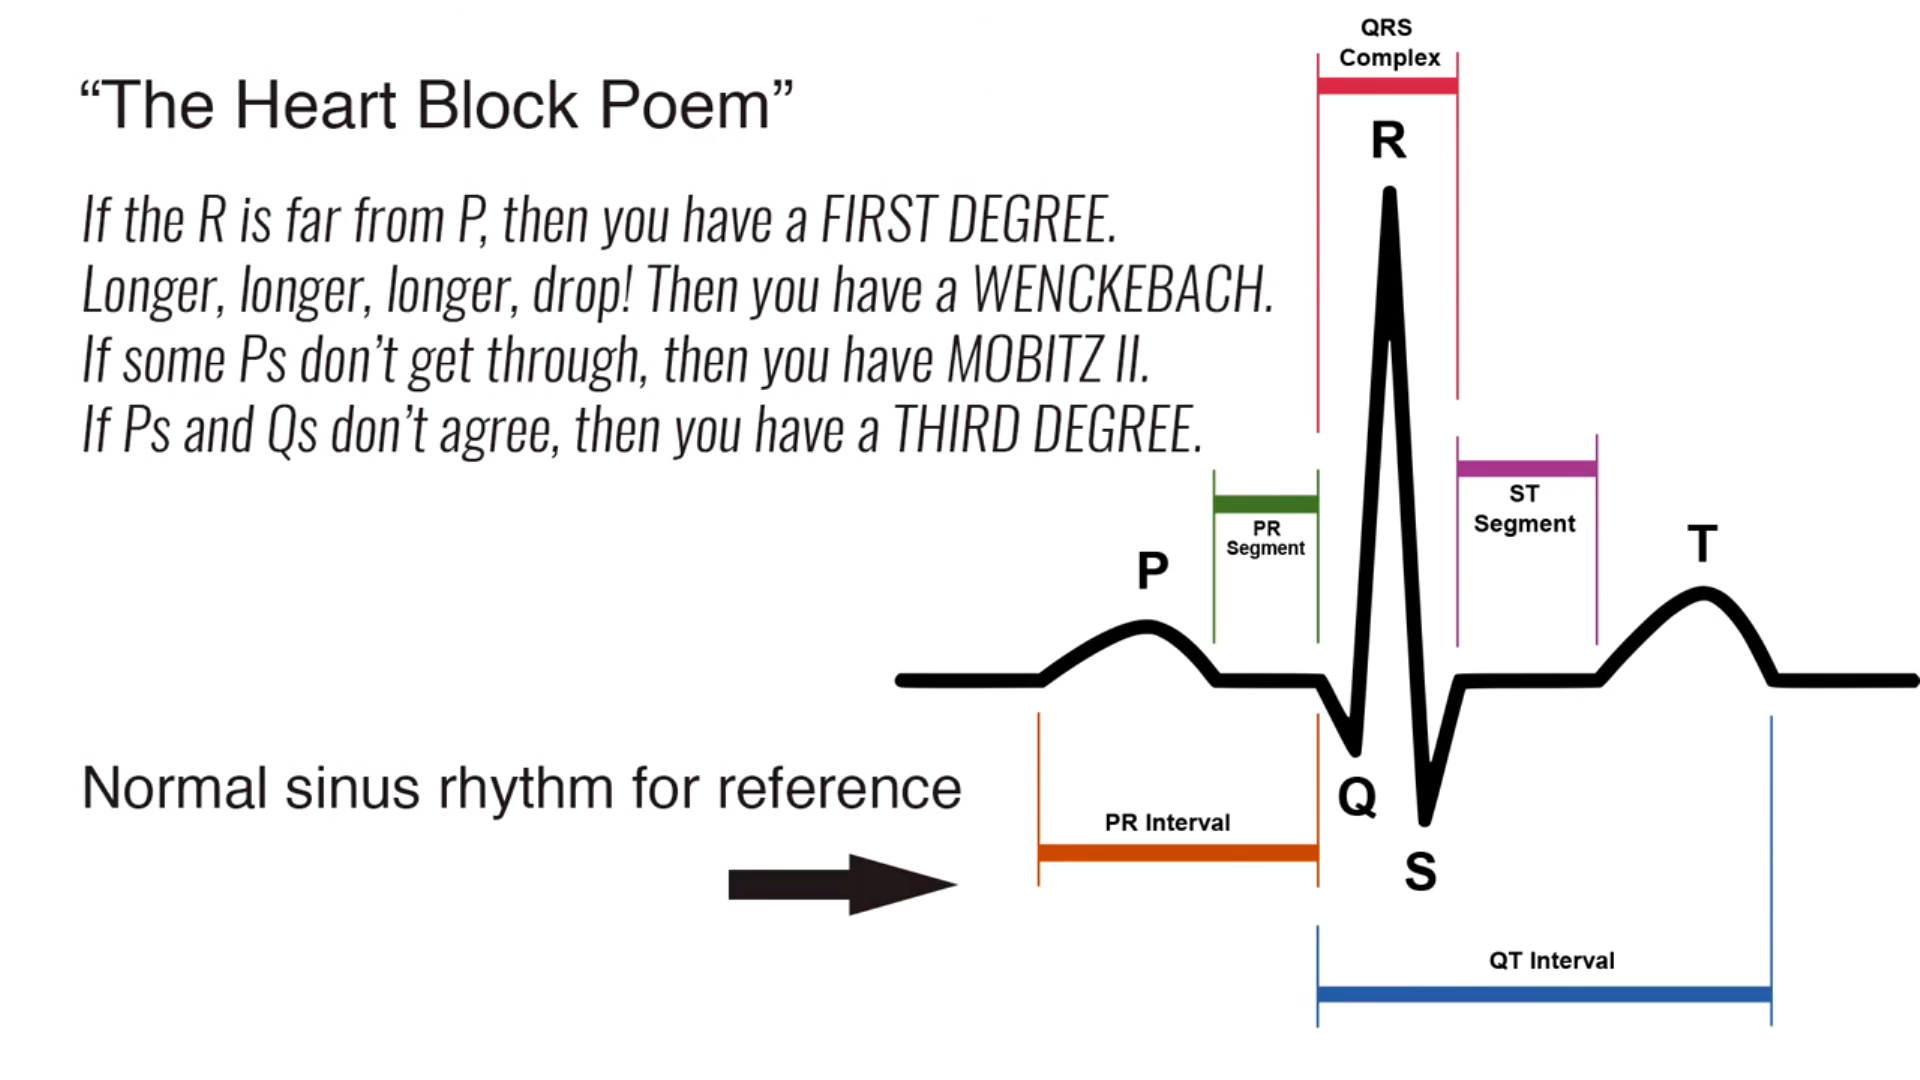 “The Heart Block Poem”
If the R is far from P, then you have a FIRST DEGREE.
Longer, longer, longer, drop! Then you have a WENCKEBACH.
If some Ps don’t get through, then you have MOBITZ II.
If Ps and Qs don’t agree, then you have a THIRD DEGREE.
Normal sinus rhythm for reference
QRS
Complex
R
PR
Segment
ST
Segment
P
T
Q
S
PR Interval
QT Interval